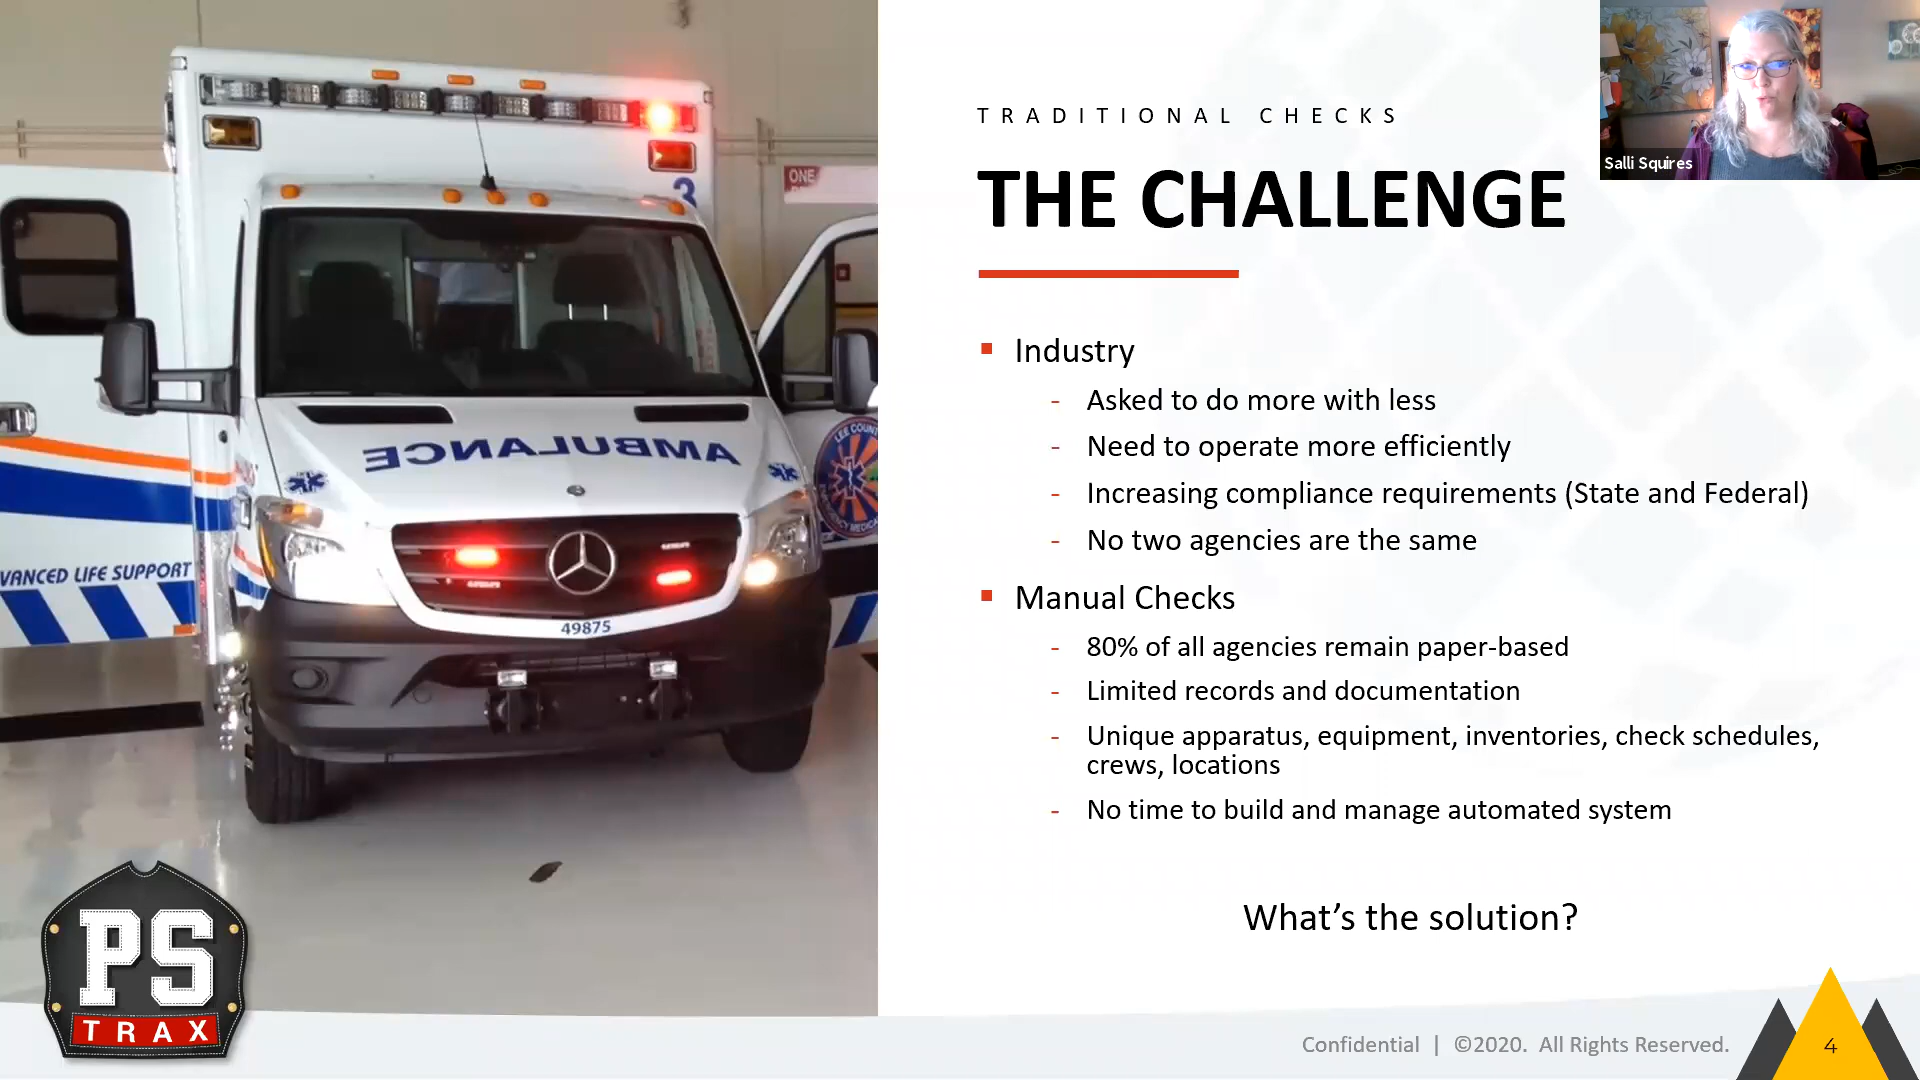 TRADITIONAL CHECKS
THE CHALLENGE
Salli Squires
▪ Industry
- Asked to do more with less
- Need to operate more efficiently
- Increasing compliance requirements (State and Federal)
- No two agencies are the same
▪ Manual Checks
- 80% of all agencies remain paper-based
- Limited records and documentation
- Unique apparatus, equipment, inventories, check schedules,
crews, locations
- No time to build and manage automated system
What’s the solution?
Confidential | ©2020. All Rights Reserved.
4
3
ONE
AMBULANCE
LEE COUNT
VANCED LIFE SUPPORT
49875
PS
TRAX